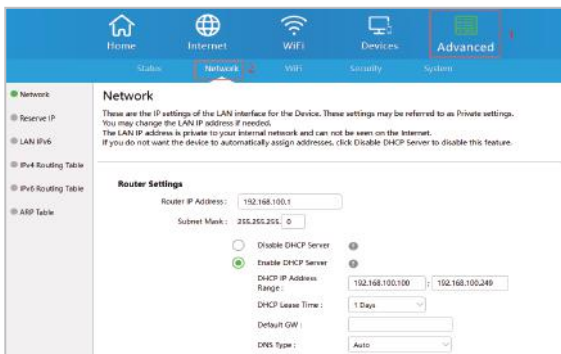 Home Internet WiFi Devices Advanced 1
Status Network 2 WiFi Security System
Network
Reserve IP
LAN IPv6
IPv4 Routing Table
IPv6 Routing Table
ARP Table
Network
These are the IP settings of the LAN interface for the Device. These settings may be referred to as Private settings.
You may change the LAN IP address if needed.
The LAN IP address is private to your internal network and can not be seen on the Internet.
If you do not want the device to automatically assign addresses, click Disable DHCP Server to disable this feature.
Router Settings
Router IP Address: 192.168.100.1
Subnet Mask: 255.255.255. 0
Disable DHCP Server
Enable DHCP Server
DHCP IP Address Range: 192.168.100.100 : 192.168.100.249
DHCP Lease Time: 1 Days
Default GW:
DNS Type: Auto